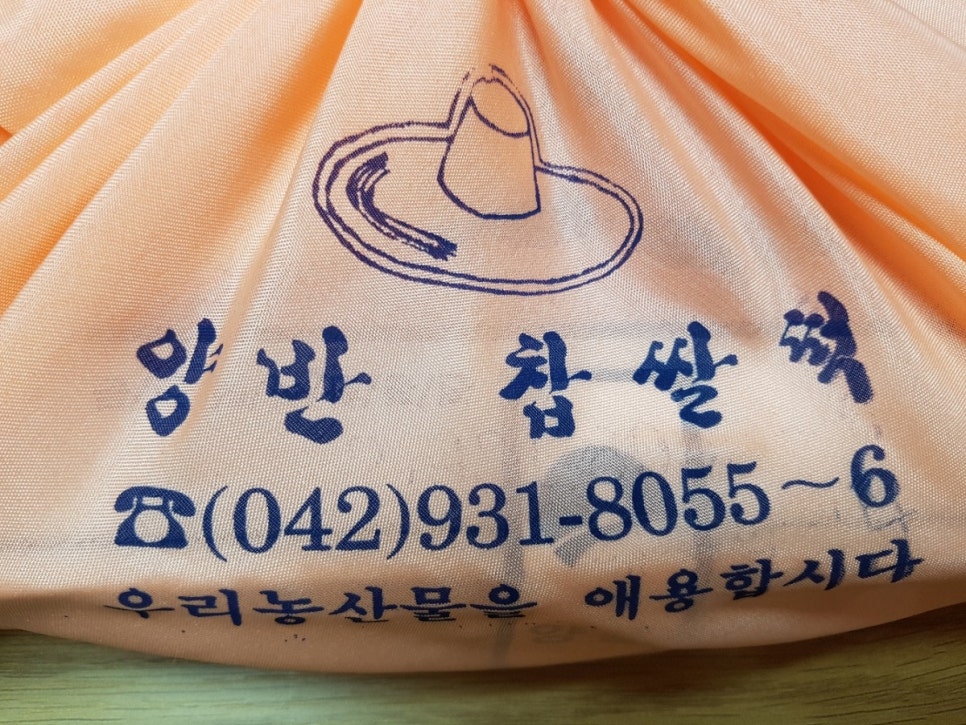 양반 찹쌀떡
☎(042)931-8055~6
우리농산물을 애용합시다